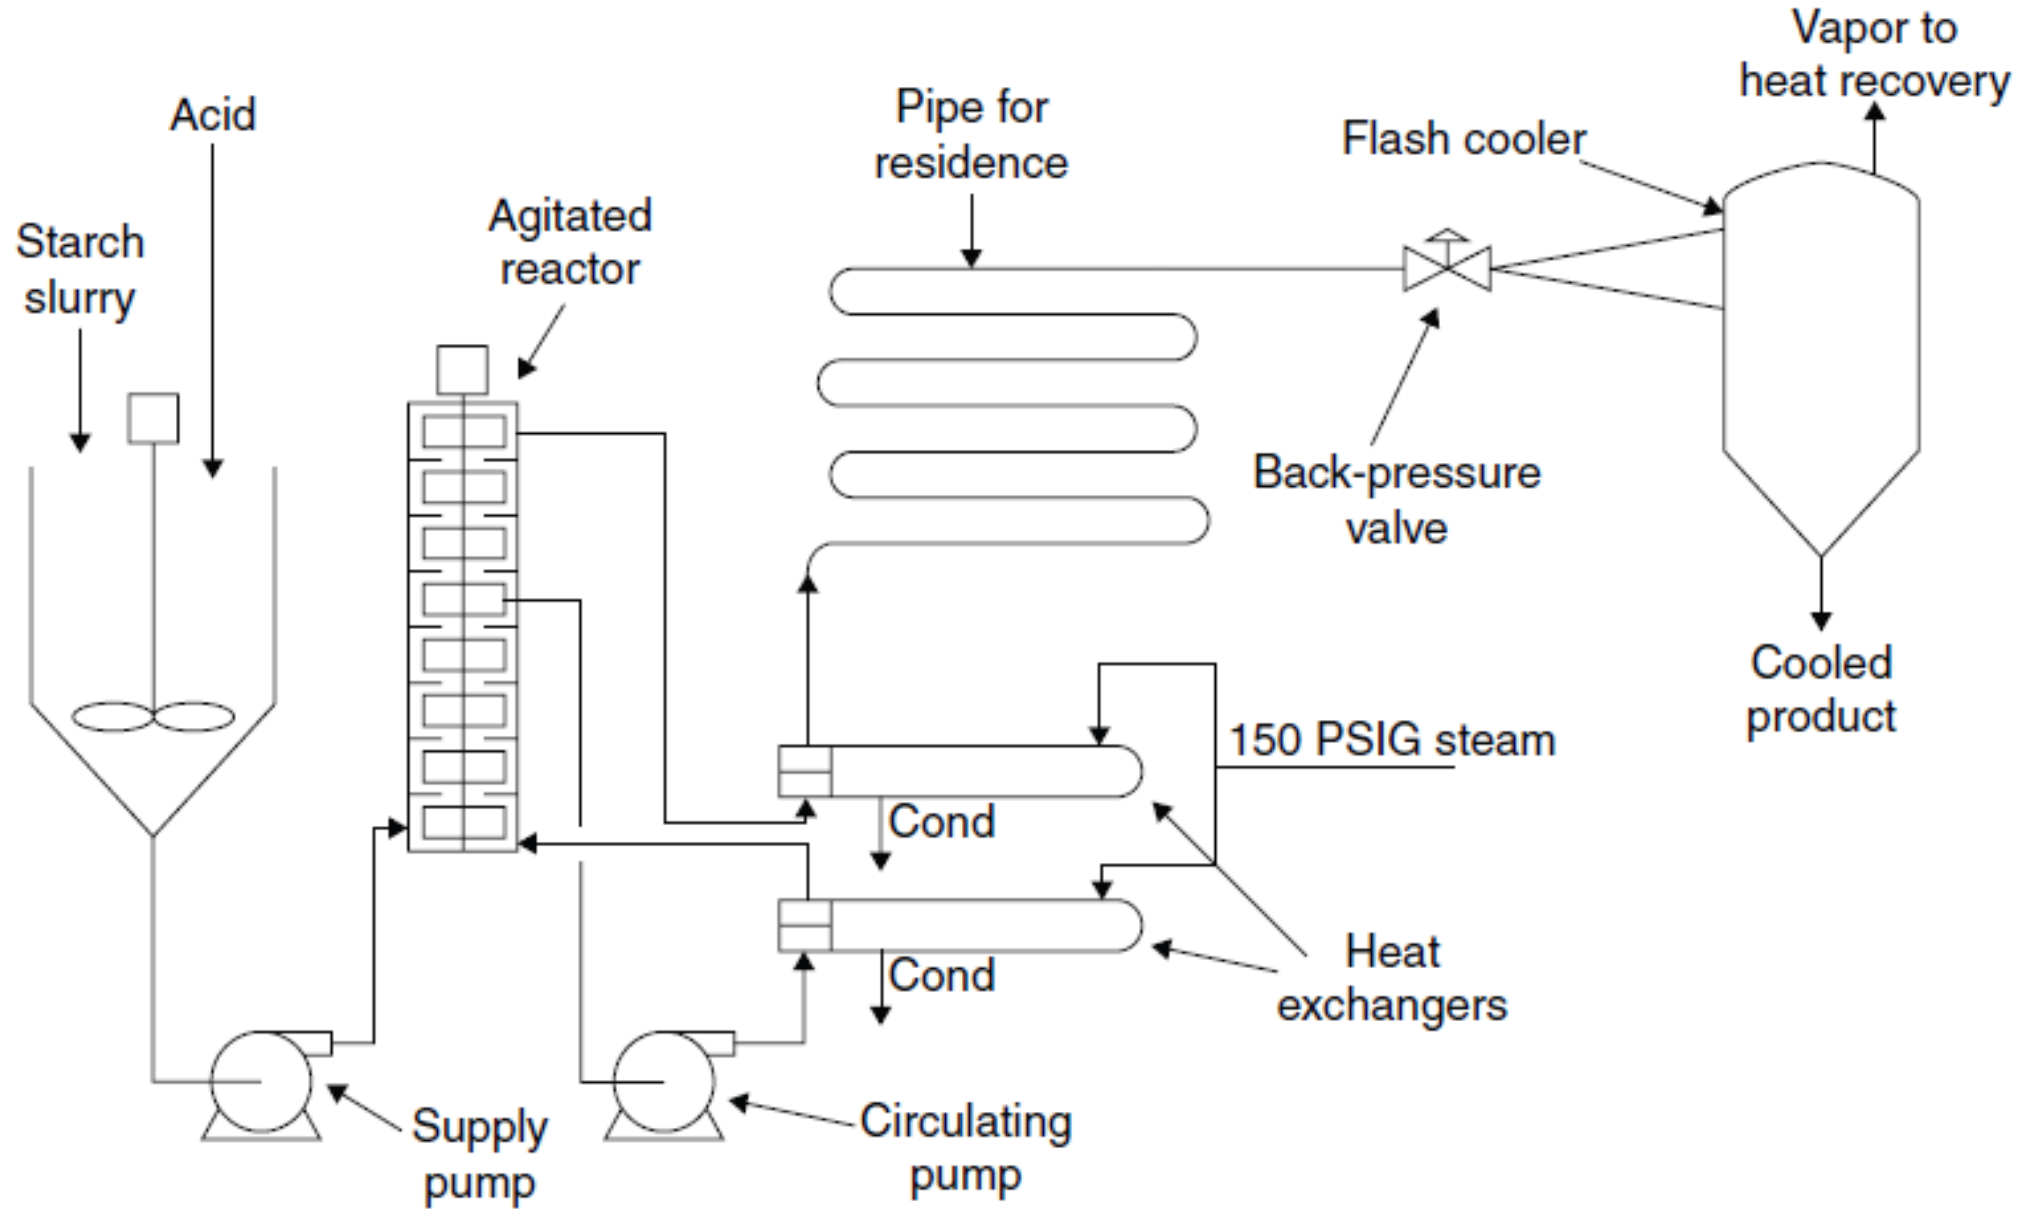 Acid
Starch
slurry
Agitated
reactor
Pipe for
residence
Flash cooler
Vapor to
heat recovery
Back-pressure
valve
Cooled
product
150 PSIG steam
Cond
Cond
Heat
exchangers
Supply
pump
Circulating
pump